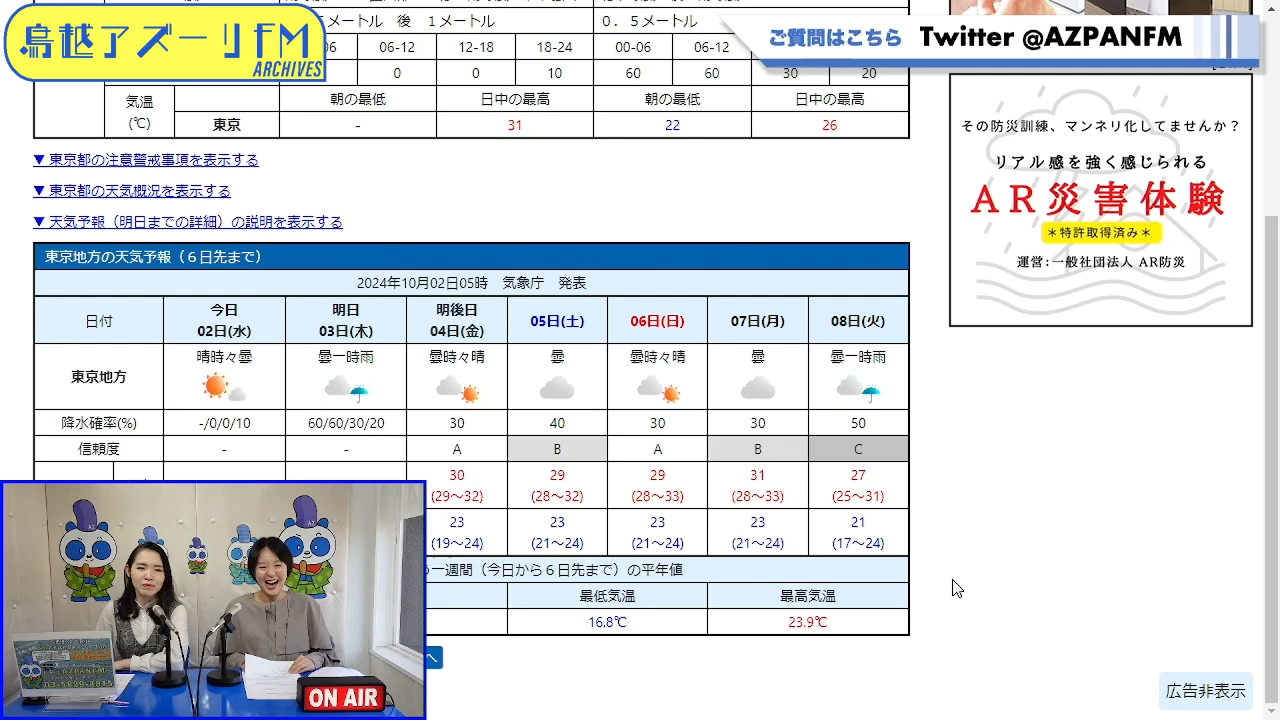 鳥越アズーリFM
ARCHIVES
ご質問はこちら Twitter @AZPANFM
メートル 後 1メートル 0.5メートル
06 06-12 12-18 18-24 00-06 06-12
0 0 10 60 60 30 20
気温
(℃)
朝の最低 日中の最高 朝の最低 日中の最高
東京 - 31 22 26
▼ 東京都の注意警戒事項を表示する
▼ 東京都の天気概況を表示する
▼ 天気予報（明日までの詳細）の説明を表示する
東京地方の天気予報（６日先まで）
2024年10月02日05時 気象庁 発表
日付 今日 02日(水) 明日 03日(木) 明後日 04日(金) 05日(土) 06日(日) 07日(月) 08日(火)
東京地方 晴時々曇 曇一時雨 曇時々晴 曇 曇時々晴 曇 曇一時雨
降水確率(%) -/0/0/10 60/60/30/20 30 40 30 30 50
信頼度 - - A B A B C
30 29 29 31 27
(29～32) (28～32) (28～33) (28～33) (25～31)
23 23 23 23 21
(19～24) (21～24) (21～24) (21～24) (17～24)
一週間（今日から６日先まで）の平年値
最低気温 最高気温
16.8℃ 23.9℃
へ
その防災訓練、マンネリ化してませんか？
リアル感を強く感じられる
AR災害体験
＊特許取得済み＊
運営:一般社団法人 AR防災
広告非表示
AZPANFM
ON AIR